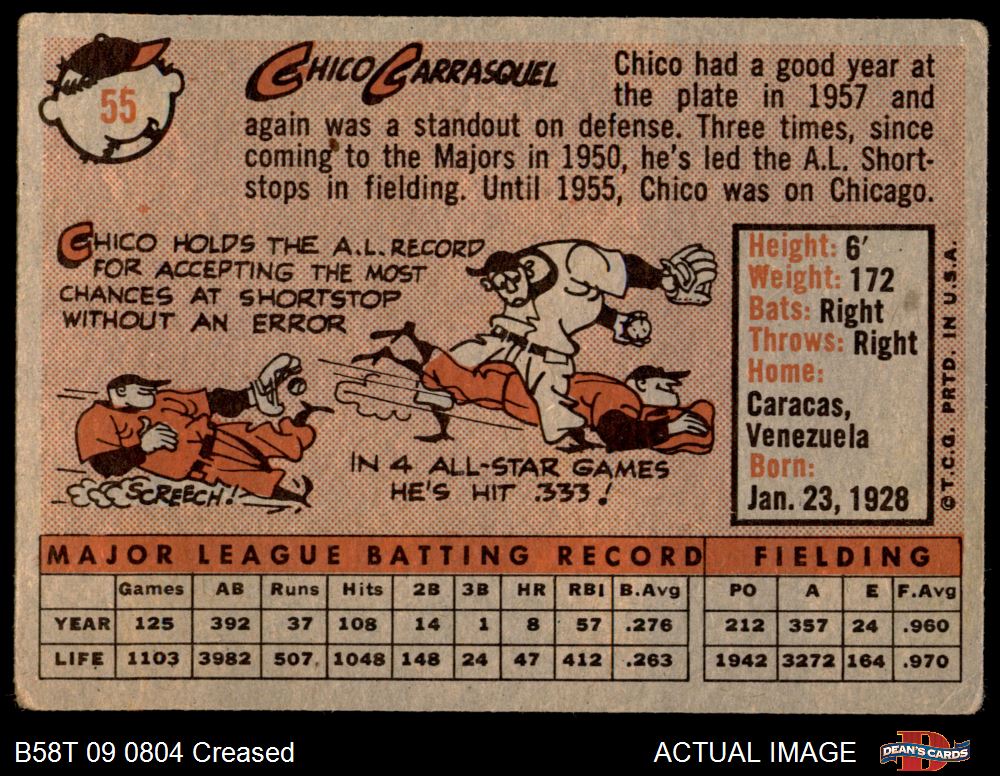 55
CHICO CARRASQUEL
Chico had a good year at
the plate in 1957 and
again was a standout on defense. Three times, since
coming to the Majors in 1950, he's led the A.L. Short-
stops in fielding. Until 1955, Chico was on Chicago.
CHICO HOLDS THE A.L. RECORD
FOR ACCEPTING THE MOST
CHANCES AT SHORTSTOP
WITHOUT AN ERROR
SCREECH!
IN 4 ALL-STAR GAMES
HE'S HIT .333!
Height: 6'
Weight: 172
Bats: Right
Throws: Right
Home:
Caracas,
Venezuela
Born:
Jan. 23, 1928
© T.C.G. PRTD. IN U.S.A.
MAJOR LEAGUE BATTING RECORD FIELDING
Games AB Runs Hits 2B 3B HR RBI B.Avg PO A E F.Avg
YEAR 125 392 37 108 14 1 8 57 .276 212 357 24 .960
LIFE 1103 3982 507 1048 148 24 47 412 .263 1942 3272 164 .970
B58T 09 0804 Creased
ACTUAL IMAGE
D
DEAN'S CARDS